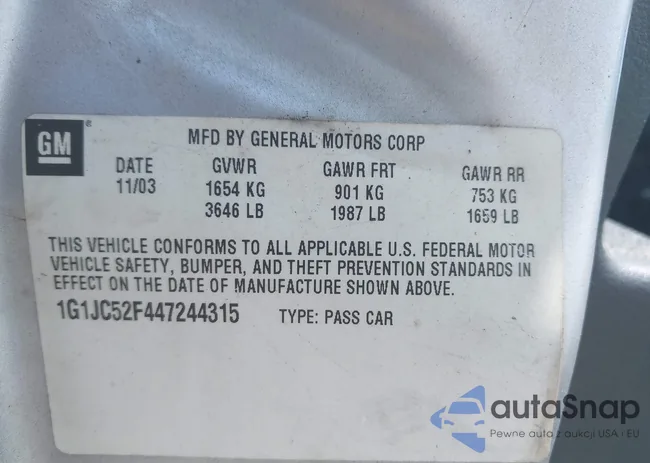 GM
MFD BY GENERAL MOTORS CORP
DATE GVWR GAWR FRT GAWR RR
11/03 1654 KG 901 KG 753 KG
3646 LB 1987 LB 1659 LB
THIS VEHICLE CONFORMS TO ALL APPLICABLE U.S. FEDERAL MOTOR
VEHICLE SAFETY, BUMPER, AND THEFT PREVENTION STANDARDS IN
EFFECT ON THE DATE OF MANUFACTURE SHOWN ABOVE.
1G1JC52F447244315 TYPE: PASS CAR
autoSnap
Pewne auto z aukcji USA i EU